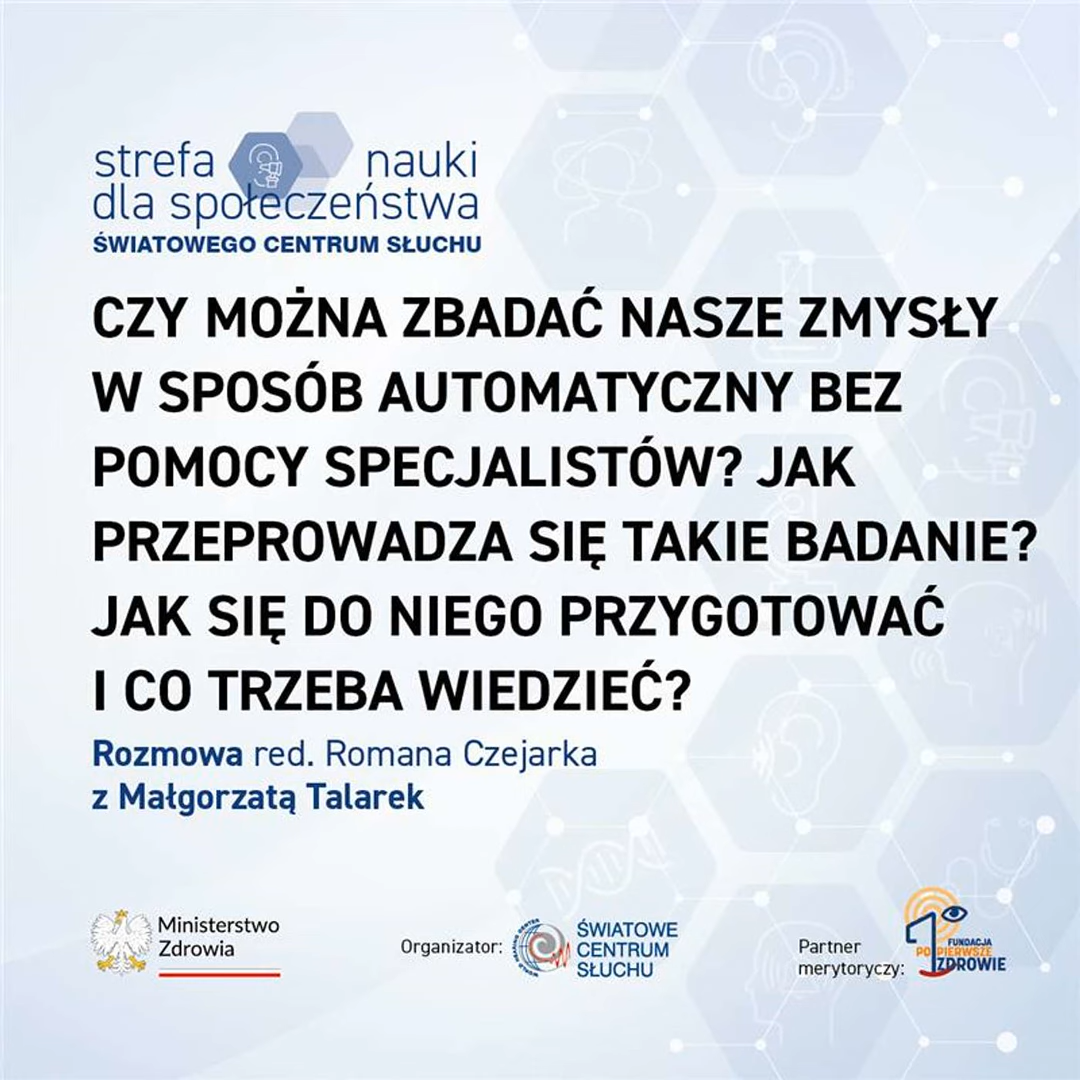 strefa nauki
dla społeczeństwa
ŚWIATOWEGO CENTRUM SŁUCHU
CZY MOŻNA ZBADAĆ NASZE ZMYSŁY
W SPOSÓB AUTOMATYCZNY BEZ
POMOCY SPECJALISTÓW? JAK
PRZEPROWADZA SIĘ TAKIE BADANIE?
JAK SIĘ DO NIEGO PRZYGOTOWAĆ
I CO TRZEBA WIEDZIEĆ?
Rozmowa red. Romana Czejarka
z Małgorzatą Talarek
Ministerstwo
Zdrowia
Organizator:
ŚWIATOWE
CENTRUM
SŁUCHU
Partner
merytoryczy:
FUNDACJA
PO PIERWSZE
ZDROWIE